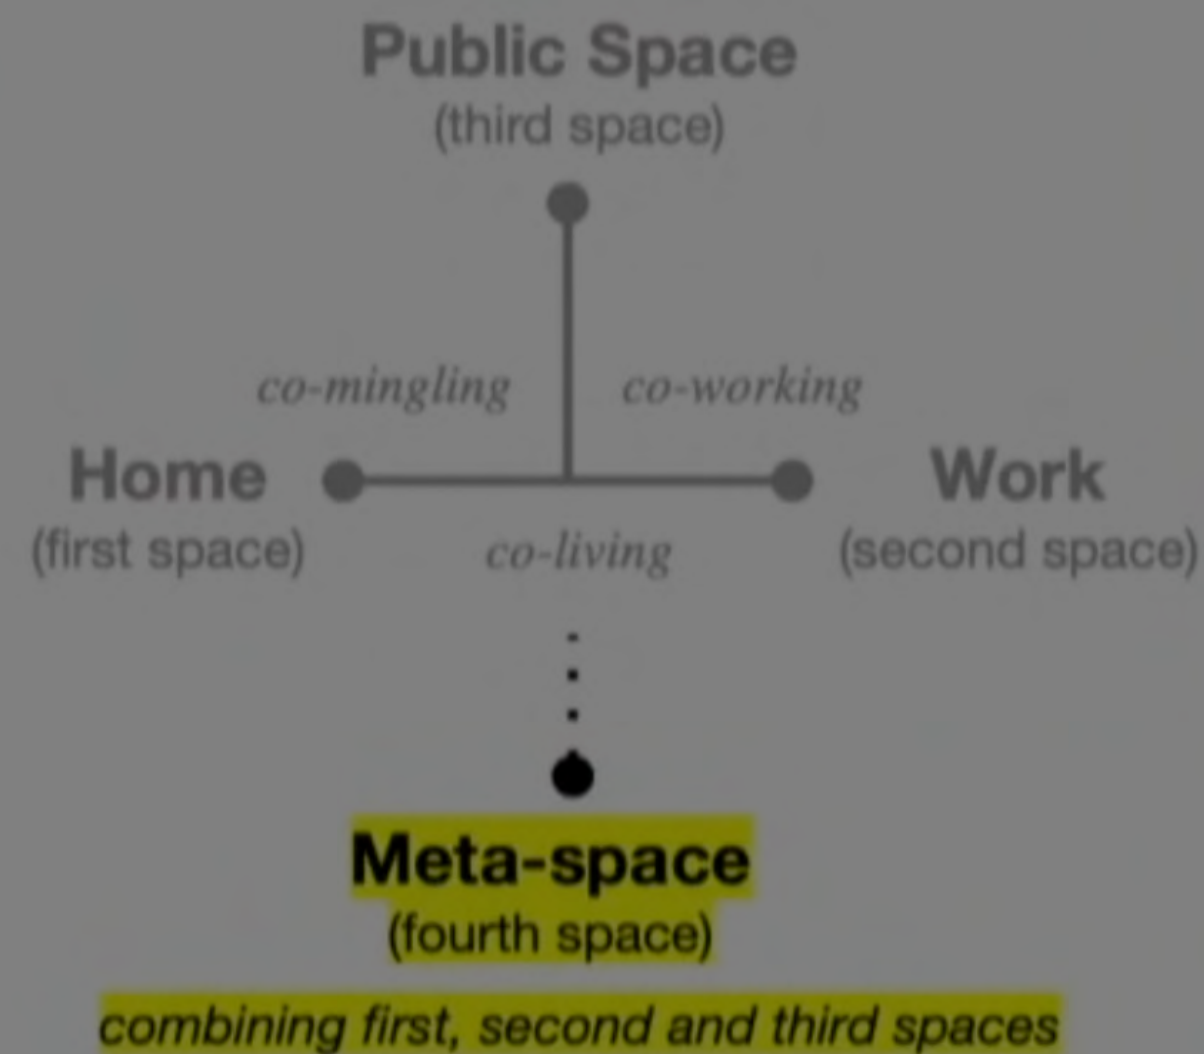 Public Space
(third space)
co-mingling
co-working
Home
Work
(first space)
co-living
(second space)
Meta-space
(fourth space)
combining first, second and third spaces